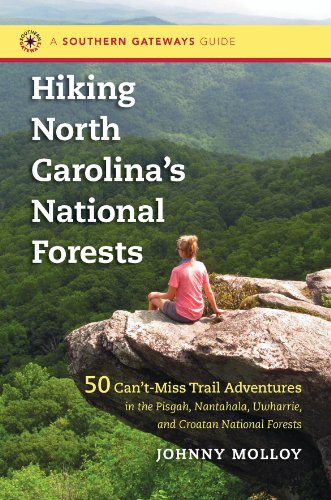 SOUTHERN GATEWAYS
A SOUTHERN GATEWAYS GUIDE
Hiking
North
Carolina's
National
Forests
50 Can't-Miss Trail Adventures
in the Pisgah, Nantahala, Uwharrie,
and Croatan National Forests
JOHNNY MOLLOY